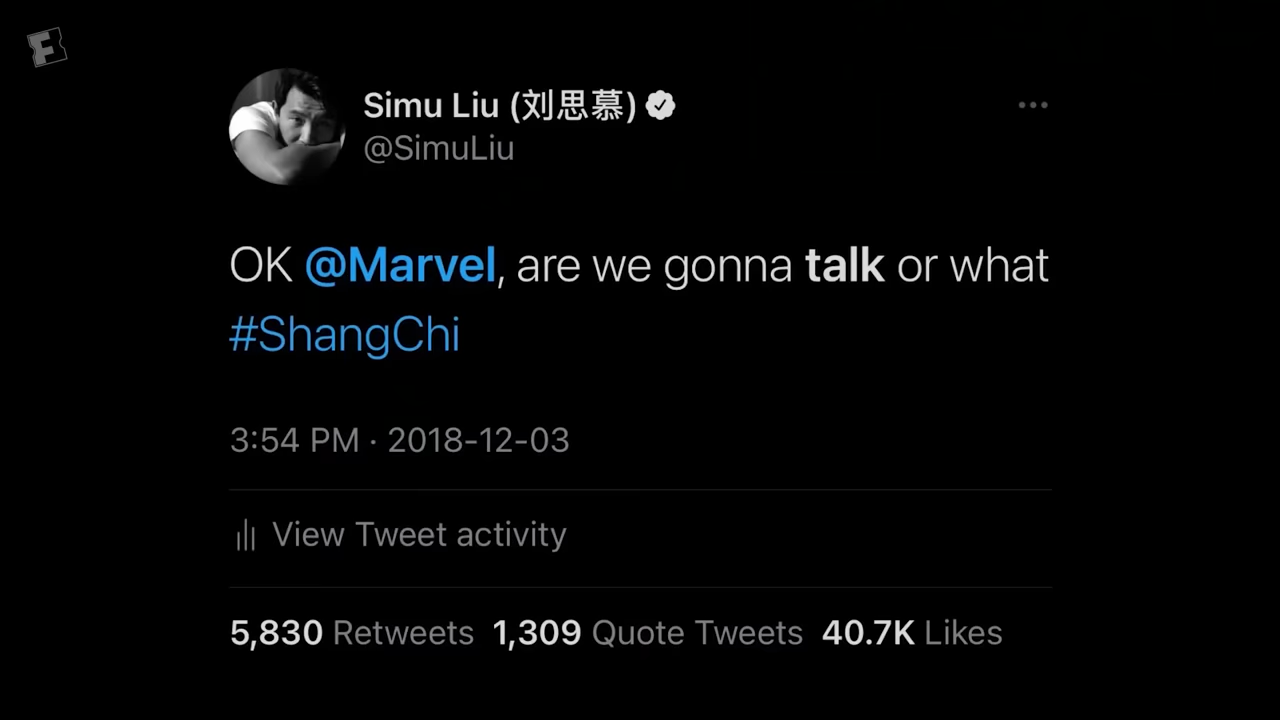 F
Simu Liu (刘思慕)
@SimuLiu
OK @Marvel, are we gonna talk or what
#ShangChi
3:54 PM · 2018-12-03
View Tweet activity
5,830 Retweets 1,309 Quote Tweets 40.7K Likes